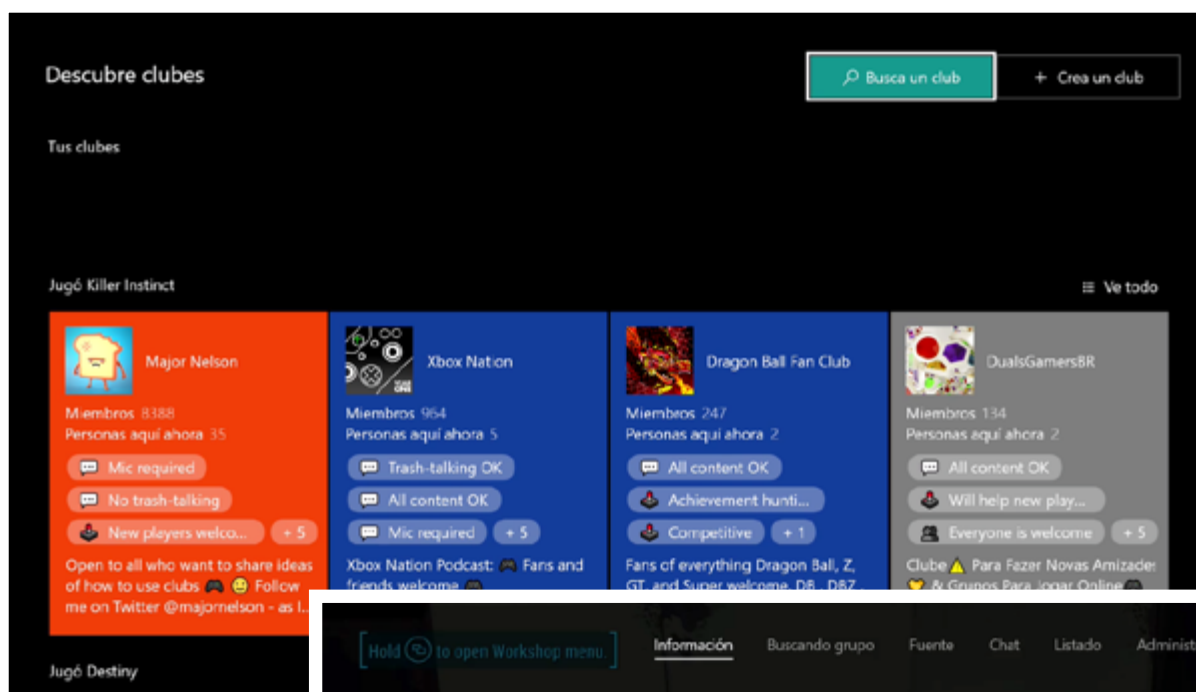 Descubre clubes
Busca un club
+ Crea un club
Tus clubes
Jugó Killer Instinct
Ve todo
Major Nelson
Miembros 8388
Personas aquí ahora 35
Mic required
No trash-talking
New players welco...
+ 5
Open to all who want to share ideas
of how to use clubs 🎮 😃 Follow
me on Twitter @majornelson - as I...
Xbox Nation
Miembros 964
Personas aquí ahora 5
Trash-talking OK
All content OK
Mic required
+ 5
Xbox Nation Podcast: 🎮 Fans and
friends welcome 🎮
Dragon Ball Fan Club
Miembros 247
Personas aquí ahora 2
All content OK
Achievement hunti...
Competitive
+ 1
Fans of everything Dragon Ball, Z,
GT, and Super welcome. DB, DBZ,
DualsGamersBR
Miembros 134
Personas aquí ahora 2
All content OK
Will help new play...
Everyone is welcome
+ 5
Clube ⚠ Para Fazer Novas Amizades
& Grupos Para Jogar Online 🎮
Jugó Destiny
[Hold to open Workshop menu.]
Información
Buscando grupo
Fuente
Chat
Listado
Administ